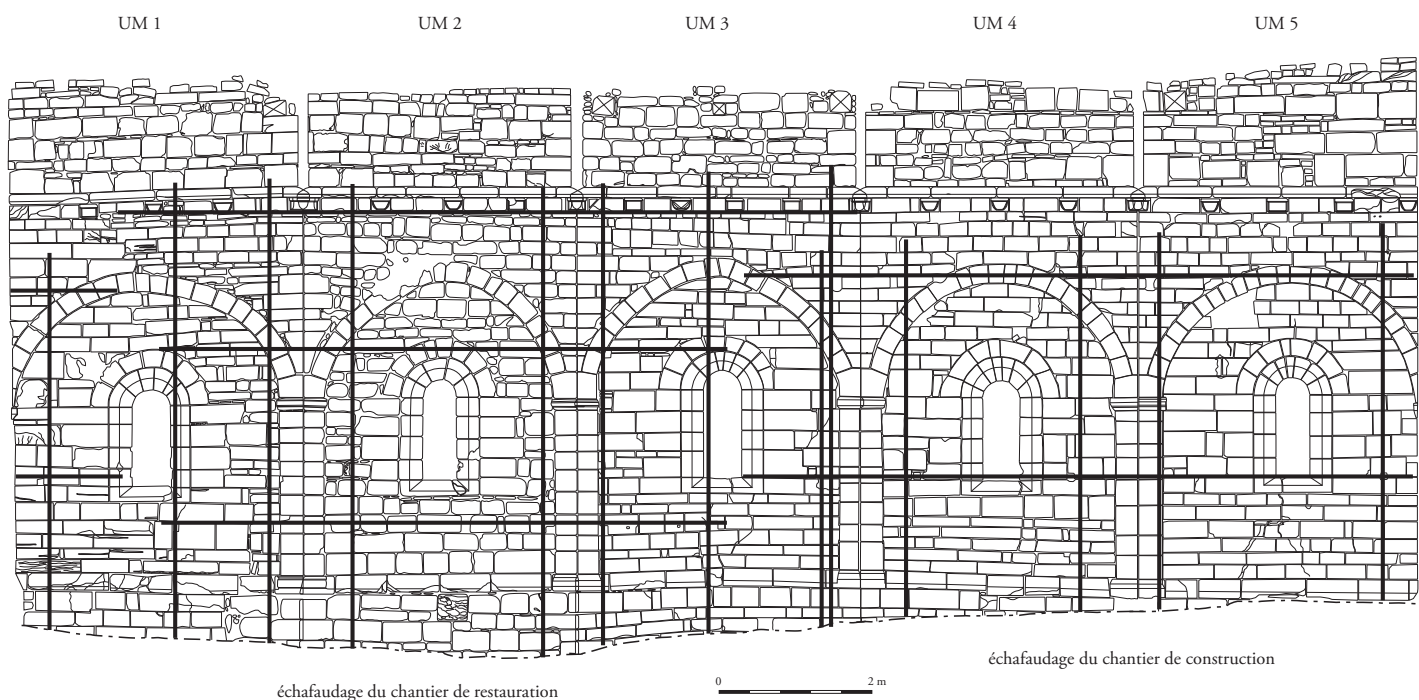 UM 1 UM 2 UM 3 UM 4 UM 5
échafaudage du chantier de construction
0 2 m
échafaudage du chantier de restauration